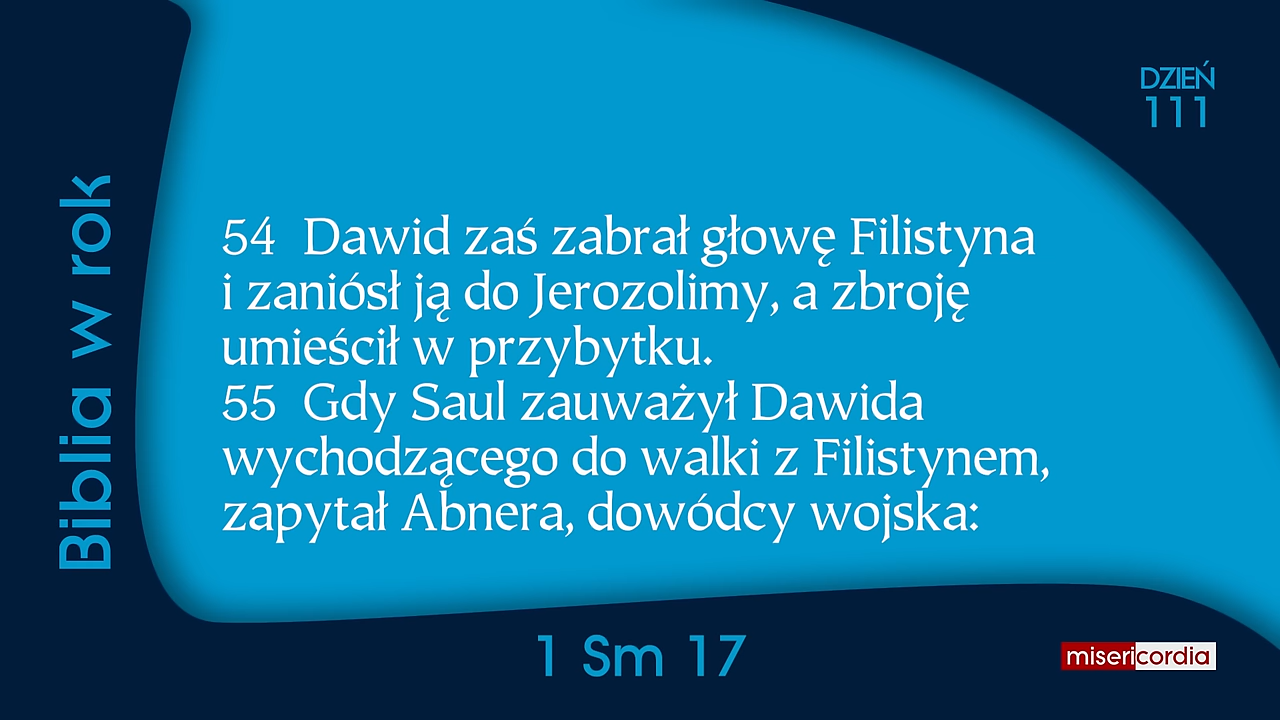 DZIEŃ
111
Biblia w rok
54 Dawid zaś zabrał głowę Filistyna
i zaniósł ją do Jerozolimy, a zbroję
umieścił w przybytku.
55 Gdy Saul zauważył Dawida
wychodzącego do walki z Filistynem,
zapytał Abnera, dowódcy wojska:
1 Sm 17
misericordia